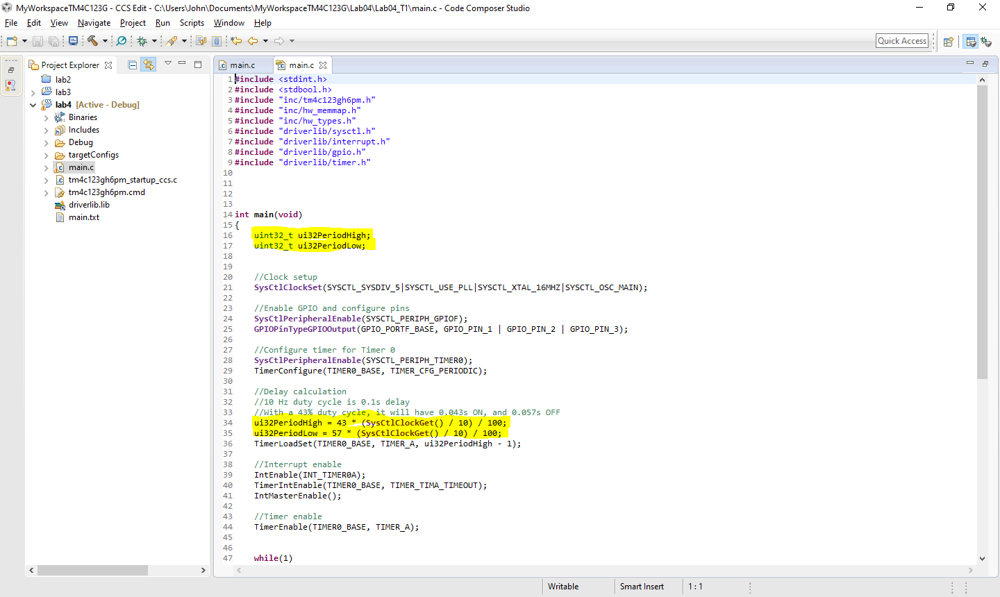 MyWorkspaceTM4C123G - CCS Edit - C:\Users\John\Documents\MyWorkspaceTM4C123G\Lab04\Lab04_T1\main.c - Code Composer Studio
File Edit View Navigate Project Run Scripts Window Help
Quick Access
Project Explorer
lab2
lab3
lab4 [Active - Debug]
Binaries
Includes
Debug
targetConfigs
main.c
tm4c123gh6pm_startup_ccs.c
tm4c123gh6pm.cmd
driverlib.lib
main.txt
main.c main.c
1 #include <stdint.h>
2 #include <stdbool.h>
3 #include "inc/tm4c123gh6pm.h"
4 #include "inc/hw_memmap.h"
5 #include "inc/hw_types.h"
6 #include "driverlib/sysctl.h"
7 #include "driverlib/interrupt.h"
8 #include "driverlib/gpio.h"
9 #include "driverlib/timer.h"
10
11
12
13
14 int main(void)
15 {
16 uint32_t ui32PeriodHigh;
17 uint32_t ui32PeriodLow;
18
19
20 //Clock setup
21 SysCtlClockSet(SYSCTL_SYSDIV_5|SYSCTL_USE_PLL|SYSCTL_XTAL_16MHZ|SYSCTL_OSC_MAIN);
22
23 //Enable GPIO and configure pins
24 SysCtlPeripheralEnable(SYSCTL_PERIPH_GPIOF);
25 GPIOPinTypeGPIOOutput(GPIO_PORTF_BASE, GPIO_PIN_1 | GPIO_PIN_2 | GPIO_PIN_3);
26
27 //Configure timer for Timer 0
28 SysCtlPeripheralEnable(SYSCTL_PERIPH_TIMER0);
29 TimerConfigure(TIMER0_BASE, TIMER_CFG_PERIODIC);
30
31 //Delay calculation
32 //10 Hz duty cycle is 0.1s delay
33 //With a 43% duty cycle, it will have 0.043s ON, and 0.057s OFF
34 ui32PeriodHigh = 43 * (SysCtlClockGet() / 10) / 100;
35 ui32PeriodLow = 57 * (SysCtlClockGet() / 10) / 100;
36 TimerLoadSet(TIMER0_BASE, TIMER_A, ui32PeriodHigh - 1);
37
38 //Interrupt enable
39 IntEnable(INT_TIMER0A);
40 TimerIntEnable(TIMER0_BASE, TIMER_TIMA_TIMEOUT);
41 IntMasterEnable();
42
43 //Timer enable
44 TimerEnable(TIMER0_BASE, TIMER_A);
45
46
47 while(1)
Writable Smart Insert 1 : 1